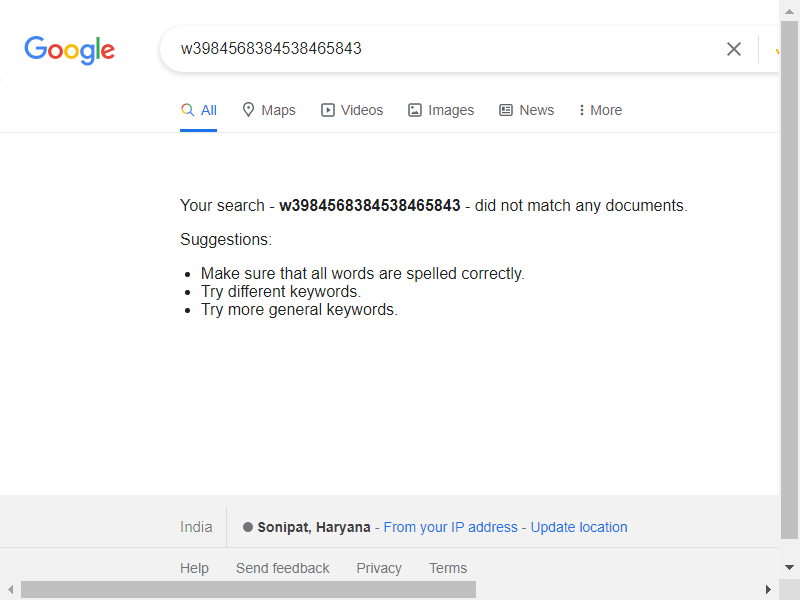 Google
w3984568384538465843
All Maps Videos Images News More
Your search - w3984568384538465843 - did not match any documents.
Suggestions:
Make sure that all words are spelled correctly.
Try different keywords.
Try more general keywords.
India Sonipat, Haryana - From your IP address - Update location
Help Send feedback Privacy Terms